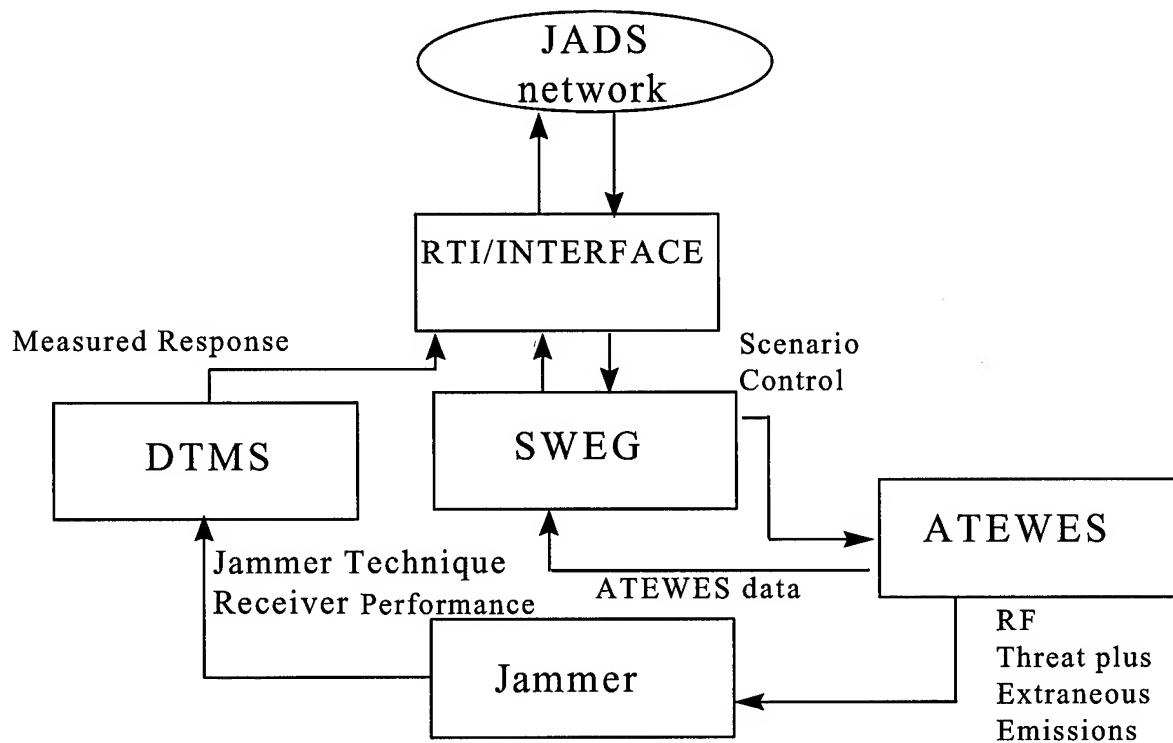 JADS
network
RTI/INTERFACE
Measured Response
Scenario
Control
DTMS
SWEG
ATEWES
Jammer Technique
Receiver Performance
ATEWES data
Jammer
RF
Threat plus
Extraneous
Emissions